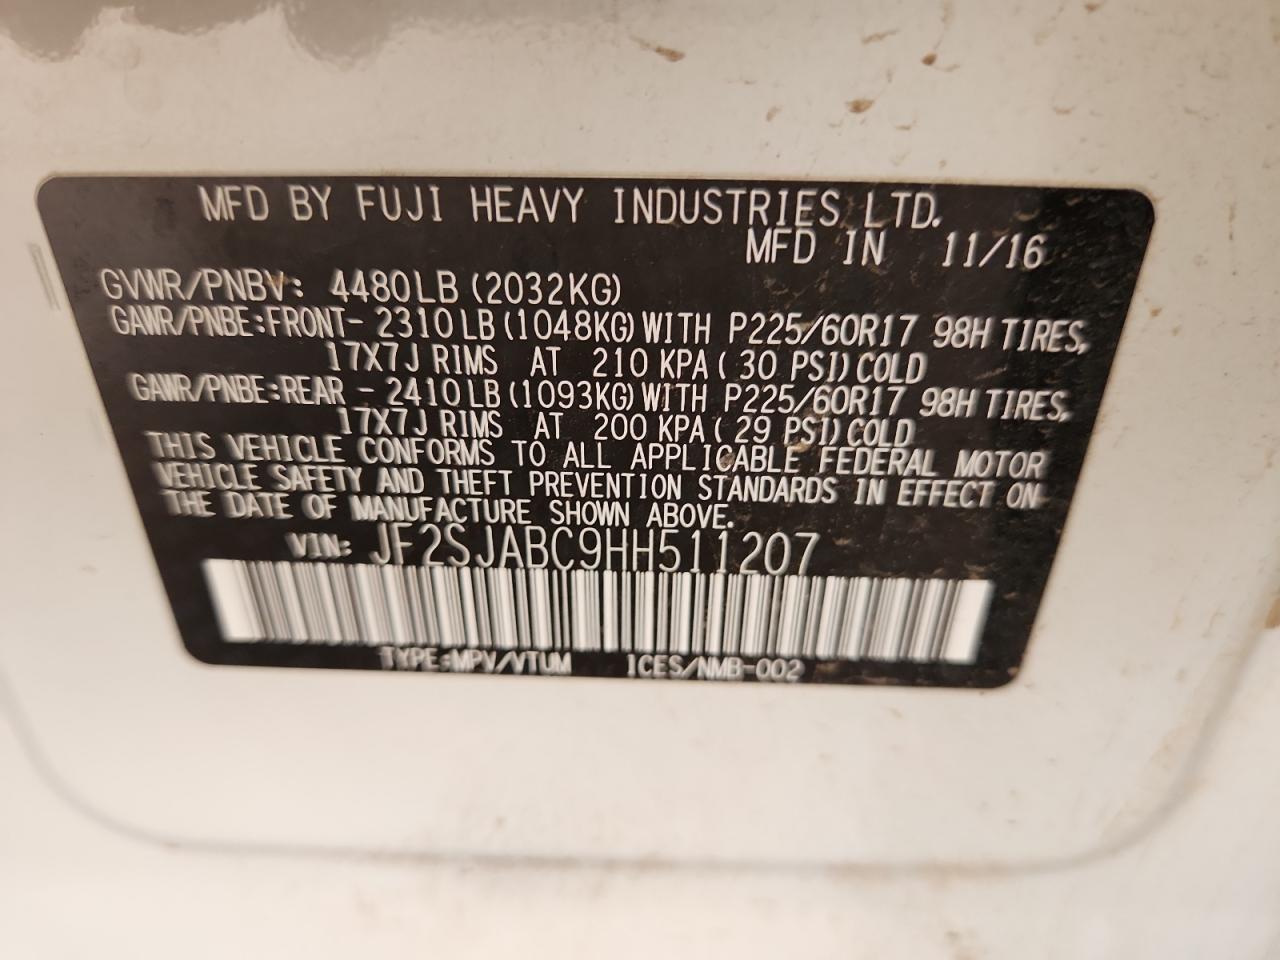 MFD BY FUJI HEAVY INDUSTRIES LTD.
MFD IN 11/16
GVWR/PNBV: 4480LB (2032KG)
GAWR/PNBE:FRONT- 2310LB (1048KG) WITH P225/60R17 98H TIRES,
17X7J RIMS AT 210 KPA ( 30 PSI) COLD
GAWR/PNBE:REAR - 2410LB (1093KG) WITH P225/60R17 98H TIRES,
17X7J RIMS AT 200 KPA ( 29 PSI) COLD
THIS VEHICLE CONFORMS TO ALL APPLICABLE FEDERAL MOTOR
VEHICLE SAFETY AND THEFT PREVENTION STANDARDS IN EFFECT ON
THE DATE OF MANUFACTURE SHOWN ABOVE.
VIN: JF2SJABC9HH511207
TYPE:MPV/VTUM ICES/NMB-002